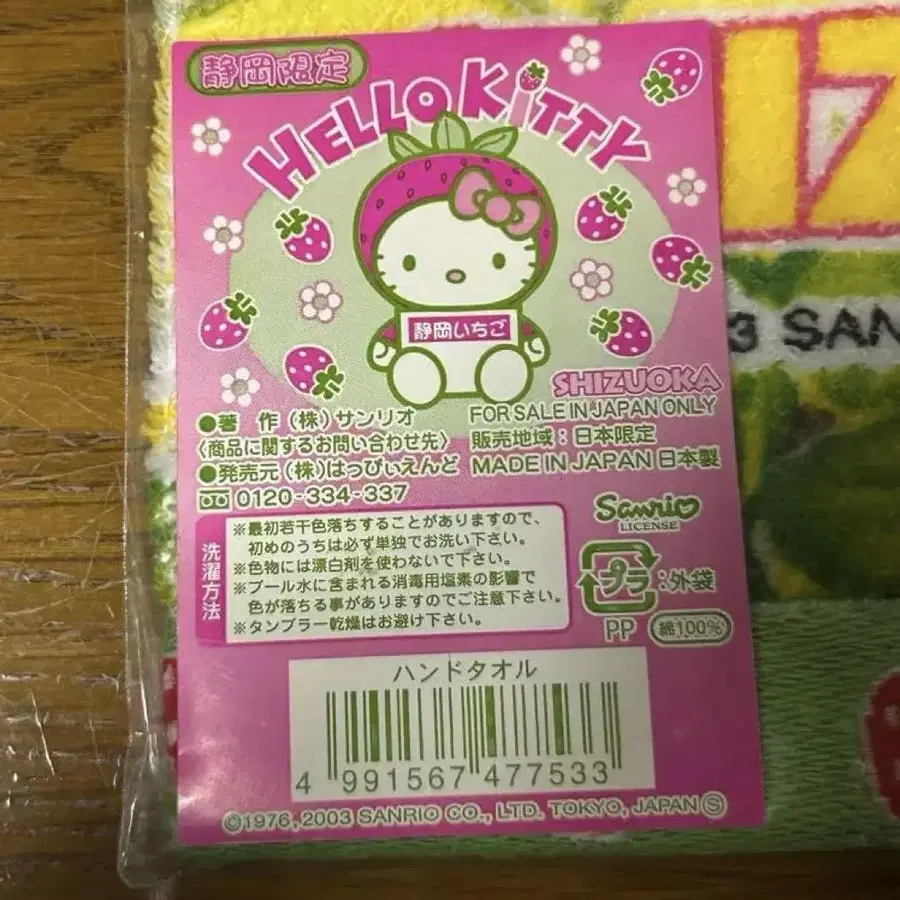 静岡限定
HELLO KITTY
静岡いちご
SHIZUOKA
●著 作 (株) サンリオ
FOR SALE IN JAPAN ONLY
〈商品に関するお問い合わせ先〉
販売地域：日本限定
●発売元 (株) はっぴぃえんど
MADE IN JAPAN 日本製
0120-334-337
Sanrio
LICENSE
洗濯方法
※最初若干色落ちすることがありますので、
初めのうちは必ず単独でお洗い下さい。
※色物には漂白剤を使わないで下さい。
※プール水に含まれる消毒用塩素の影響で
色が落ちる事がありますのでご注意下さい。
※タンブラー乾燥はお避け下さい。
プラ：外袋
PP 綿100%
ハンドタオル
4 991567 477533
©1976, 2003 SANRIO CO., LTD. TOKYO, JAPAN Ⓢ
3 SAN